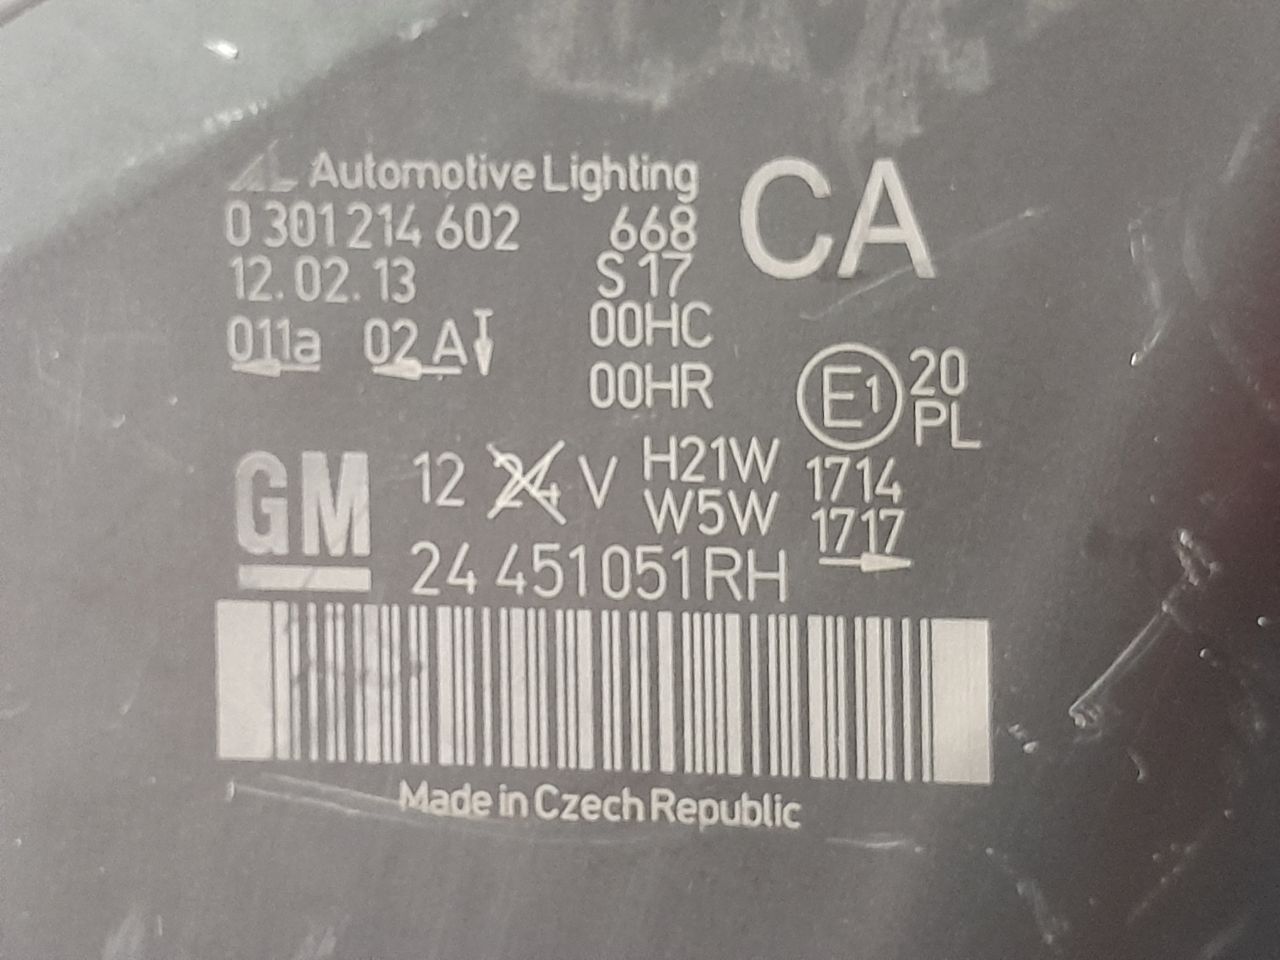 AL Automotive Lighting
CA
0 301 214 602 668
12.02.13 S 17
011a 02 A 00HC
00HR
E1 20
PL
GM 12 24 V H21W 1714
W5W 1717
24 451 051 RH
Made in Czech Republic